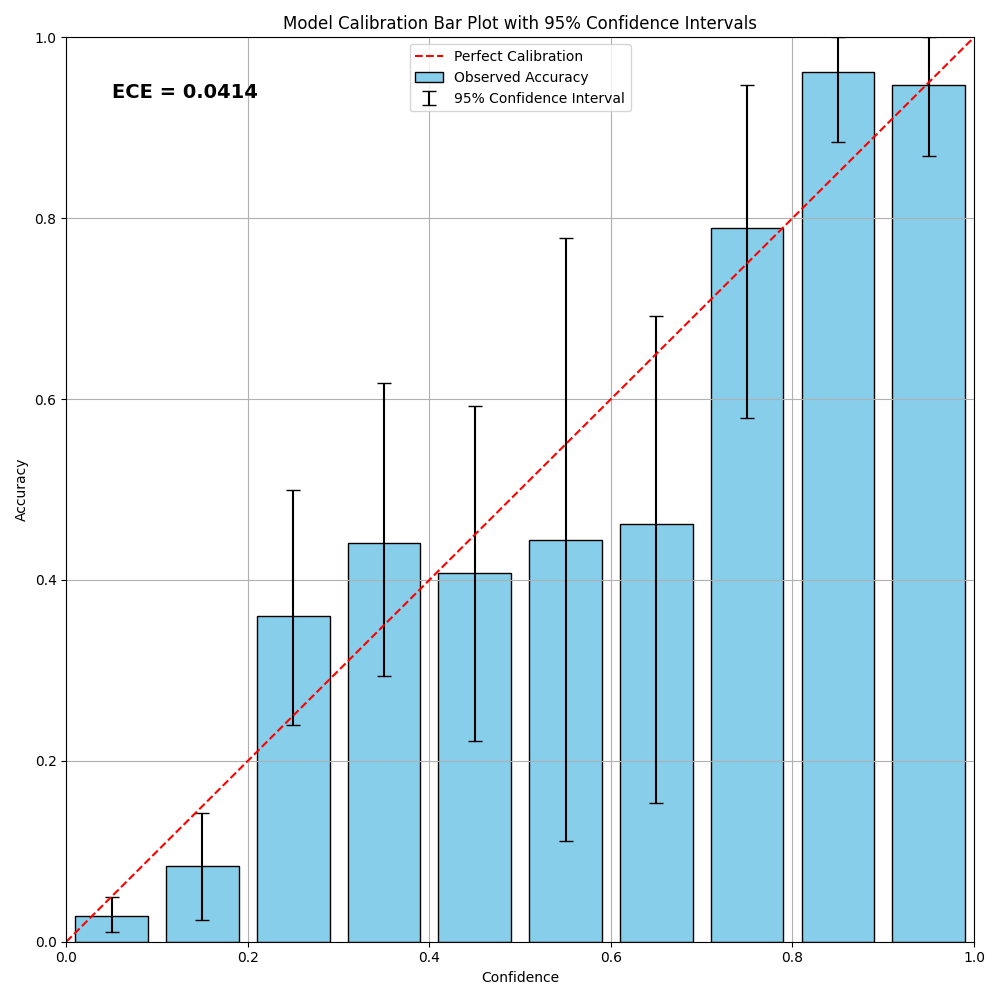 Model Calibration Bar Plot with 95% Confidence Intervals
Perfect Calibration
Observed Accuracy
95% Confidence Interval
ECE = 0.0414
Accuracy
1.0
0.8
0.6
0.4
0.2
0.0
0.0 0.2 0.4 0.6 0.8 1.0
Confidence